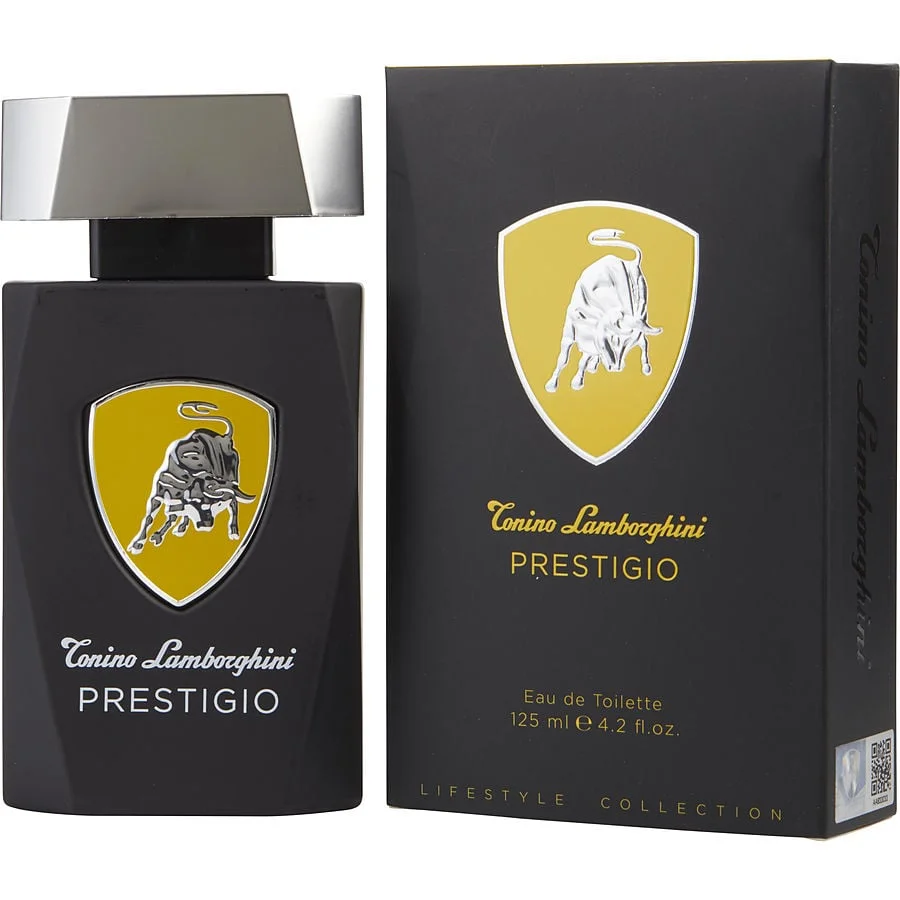 Tonino Lamborghini
PRESTIGIO
Tonino Lamborghini
PRESTIGIO
Eau de Toilette
125 ml ℮ 4.2 fl.oz.
LIFESTYLE COLLECTION
Tonino Lamborghini